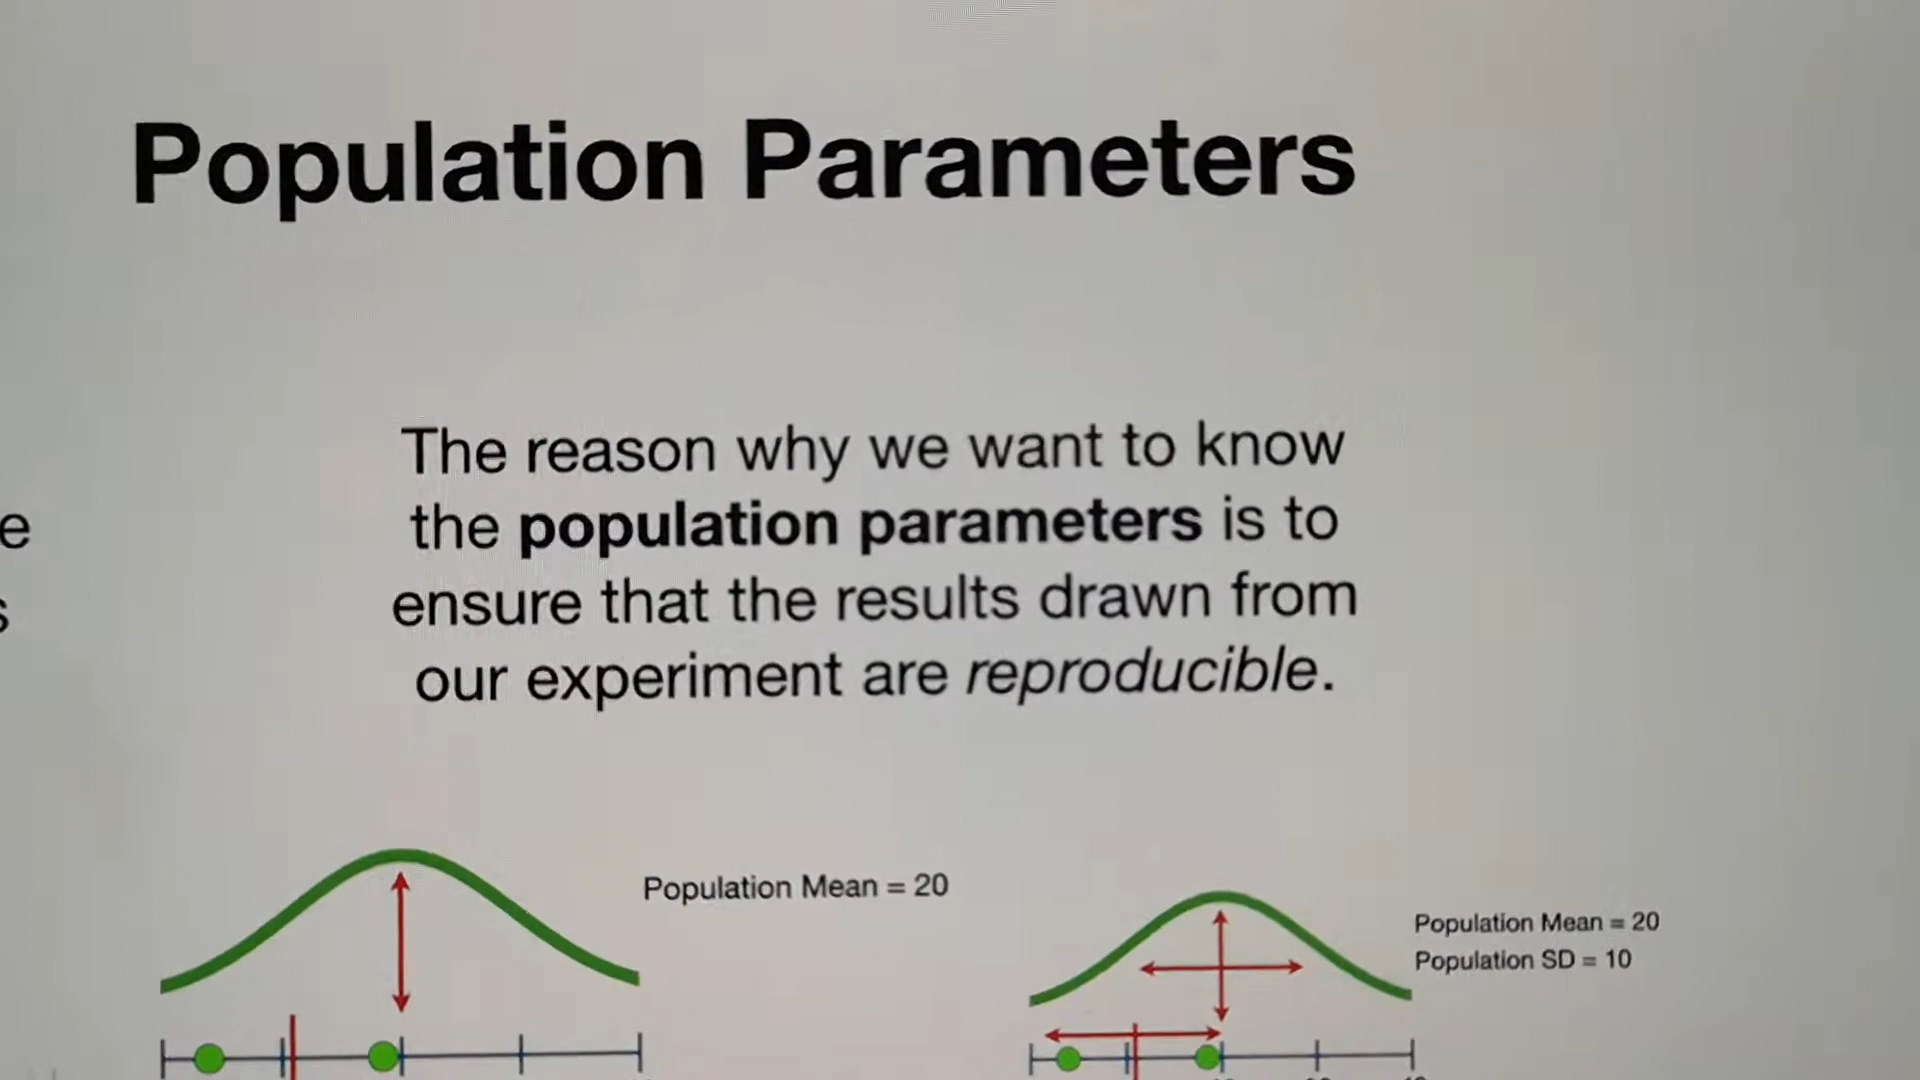 Population Parameters
The reason why we want to know
the population parameters is to
ensure that the results drawn from
our experiment are reproducible.
e
s
Population Mean = 20
Population Mean = 20
Population SD = 10